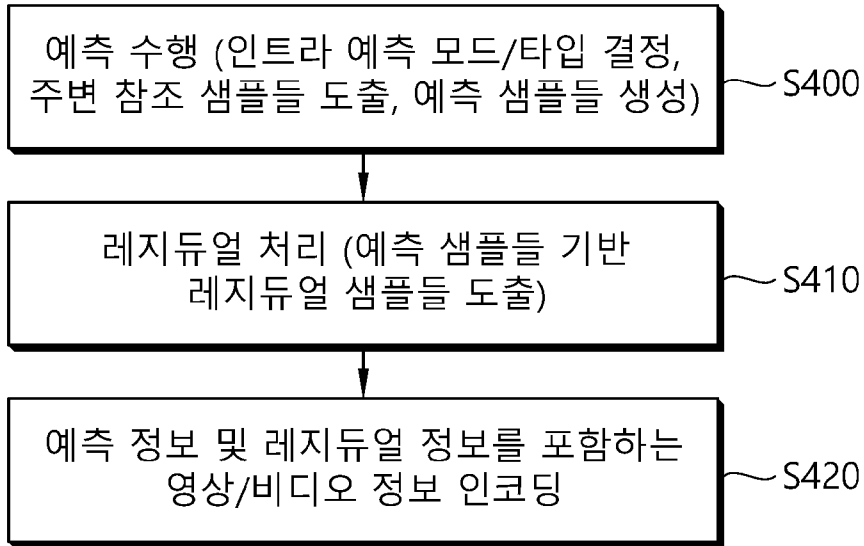 예측 수행 (인트라 예측 모드/타입 결정,
주변 참조 샘플들 도출, 예측 샘플들 생성)
S400
레지듀얼 처리 (예측 샘플들 기반
레지듀얼 샘플들 도출)
S410
예측 정보 및 레지듀얼 정보를 포함하는
영상/비디오 정보 인코딩
S420